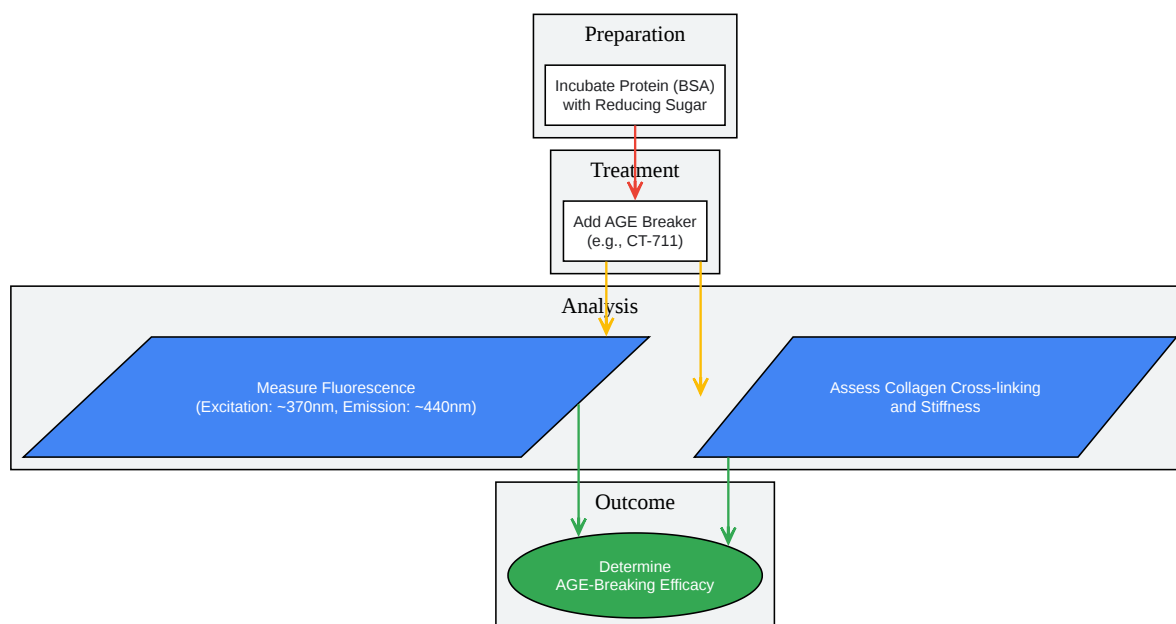 Preparation
Incubate Protein (BSA)
with Reducing Sugar
Treatment
Add AGE Breaker
(e.g., CT-711)
Analysis
Measure Fluorescence
(Excitation: ~370nm, Emission: ~440nm)
Assess Collagen Cross-linking
and Stiffness
Outcome
Determine
AGE-Breaking Efficacy